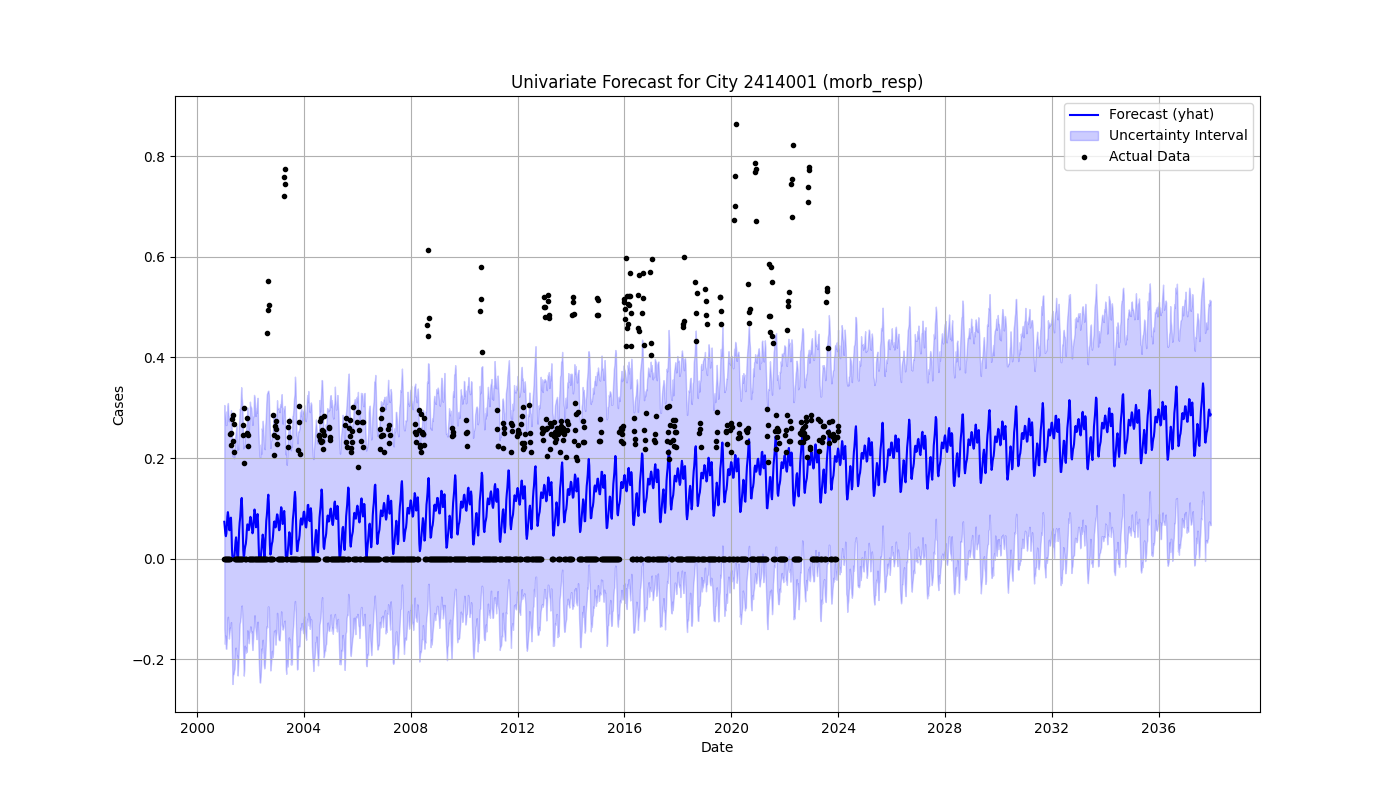 Univariate Forecast for City 2414001 (morb_resp)
Forecast (yhat)
Uncertainty Interval
Actual Data
Cases
0.8
0.6
0.4
0.2
0.0
−0.2
2000 2004 2008 2012 2016 2020 2024 2028 2032 2036
Date